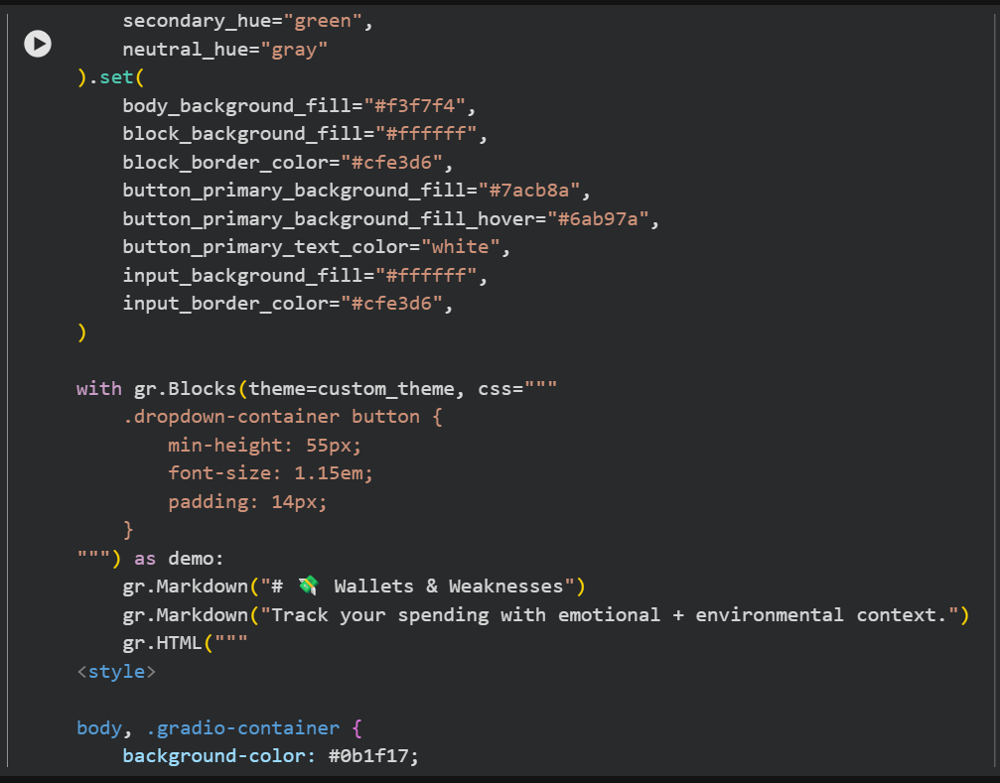 secondary_hue="green",
        neutral_hue="gray"
    ).set(
        body_background_fill="#f3f7f4",
        block_background_fill="#ffffff",
        block_border_color="#cfe3d6",
        button_primary_background_fill="#7acb8a",
        button_primary_background_fill_hover="#6ab97a",
        button_primary_text_color="white",
        input_background_fill="#ffffff",
        input_border_color="#cfe3d6",
    )

    with gr.Blocks(theme=custom_theme, css="""
        .dropdown-container button {
            min-height: 55px;
            font-size: 1.15em;
            padding: 14px;
        }
    """) as demo:
        gr.Markdown("# 💸 Wallets & Weaknesses")
        gr.Markdown("Track your spending with emotional + environmental context.")
        gr.HTML("""
    <style>

    body, .gradio-container {
        background-color: #0b1f17;